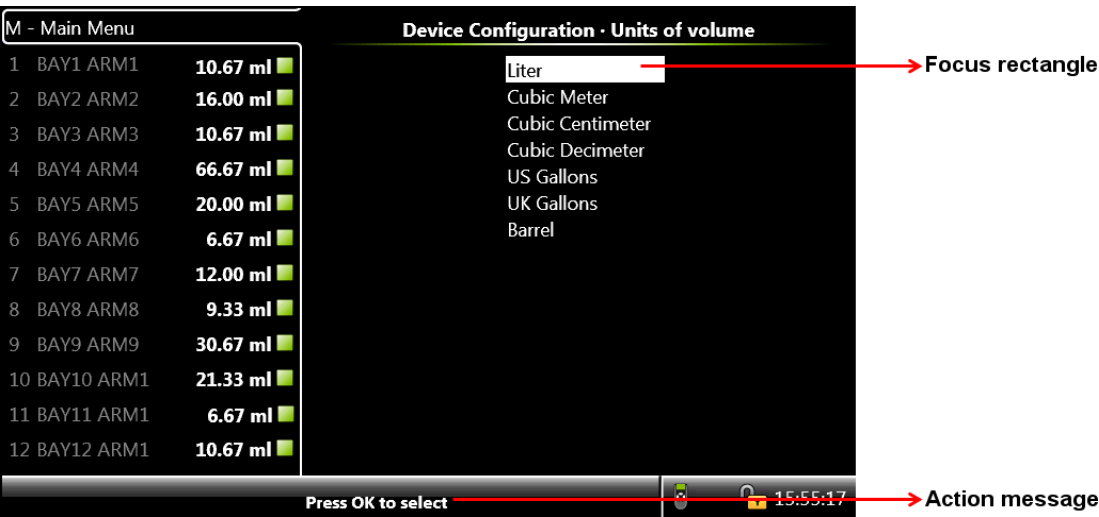 M - Main Menu
1 BAY1 ARM1 10.67 ml
2 BAY2 ARM2 16.00 ml
3 BAY3 ARM3 10.67 ml
4 BAY4 ARM4 66.67 ml
5 BAY5 ARM5 20.00 ml
6 BAY6 ARM6 6.67 ml
7 BAY7 ARM7 12.00 ml
8 BAY8 ARM8 9.33 ml
9 BAY9 ARM9 30.67 ml
10 BAY10 ARM1 21.33 ml
11 BAY11 ARM1 6.67 ml
12 BAY12 ARM1 10.67 ml
Device Configuration · Units of volume
Liter
Cubic Meter
Cubic Centimeter
Cubic Decimeter
US Gallons
UK Gallons
Barrel
Focus rectangle
Press OK to select
15:55:17
Action message